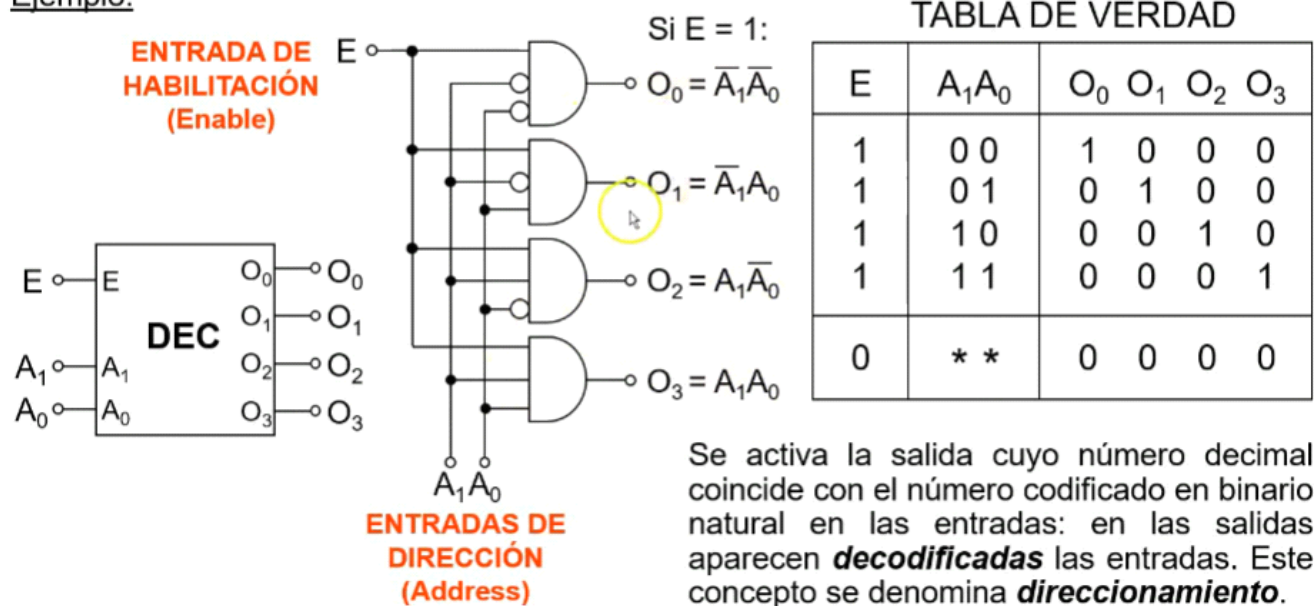 Ejemplo:
ENTRADA DE
HABILITACIÓN
(Enable)
E
Si E = 1:
O₀ = A̅₁A̅₀
O₁ = A̅₁A₀
O₂ = A₁A̅₀
O₃ = A₁A₀
E E O₀ O₀
DEC O₁ O₁
A₁ A₁ O₂ O₂
A₀ A₀ O₃ O₃
A₁ A₀
ENTRADAS DE
DIRECCIÓN
(Address)
TABLA DE VERDAD
E A₁A₀ O₀ O₁ O₂ O₃
1 0 0 1 0 0 0
1 0 1 0 1 0 0
1 1 0 0 0 1 0
1 1 1 0 0 0 1
0 * * 0 0 0 0
Se activa la salida cuyo número decimal
coincide con el número codificado en binario
natural en las entradas: en las salidas
aparecen decodificadas las entradas. Este
concepto se denomina direccionamiento.